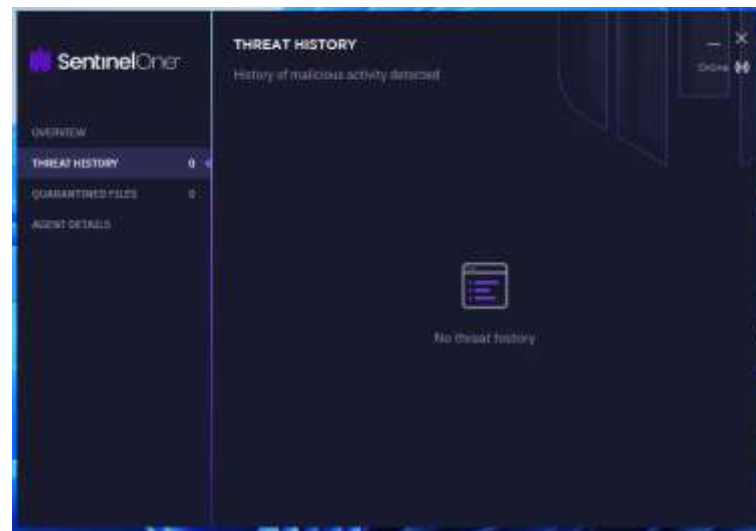 SentinelOne
OVERVIEW
THREAT HISTORY 0
QUARANTINED FILES 0
AGENT DETAILS
THREAT HISTORY
History of malicious activity detected
Online
No threat history